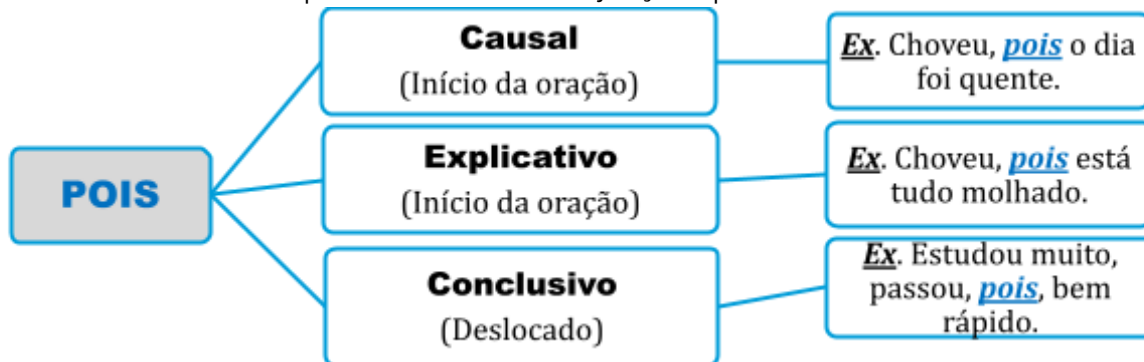 Causal
(Início da oração)
Ex. Choveu, pois o dia
foi quente.
POIS
Explicativo
(Início da oração)
Ex. Choveu, pois está
tudo molhado.
Conclusivo
(Deslocado)
Ex. Estudou muito,
passou, pois, bem
rápido.